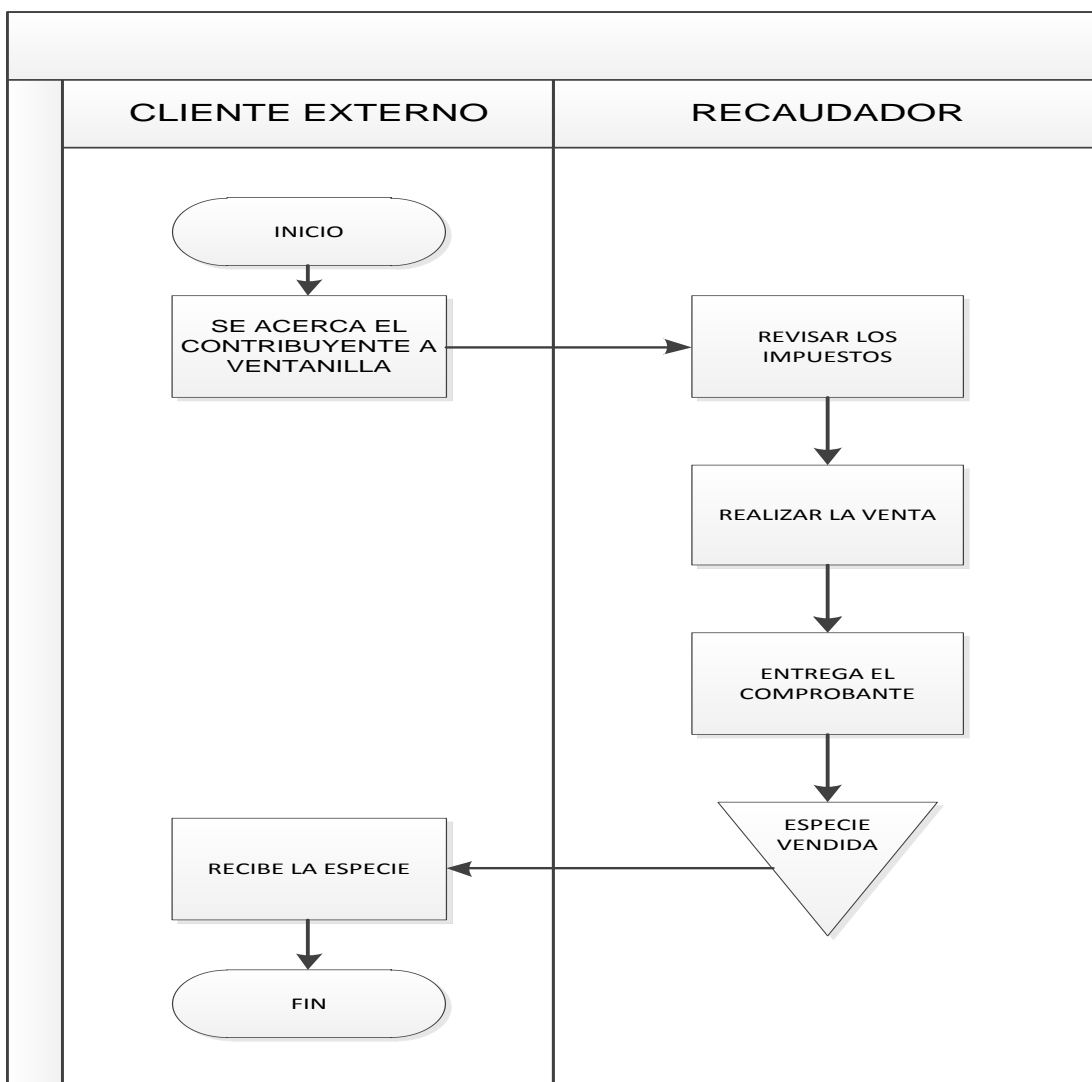 CLIENTE EXTERNO
RECAUDADOR
INICIO
SE ACERCA EL
CONTRIBUYENTE A
VENTANILLA
REVISAR LOS
IMPUESTOS
REALIZAR LA VENTA
ENTREGA EL
COMPROBANTE
ESPECIE
VENDIDA
RECIBE LA ESPECIE
FIN